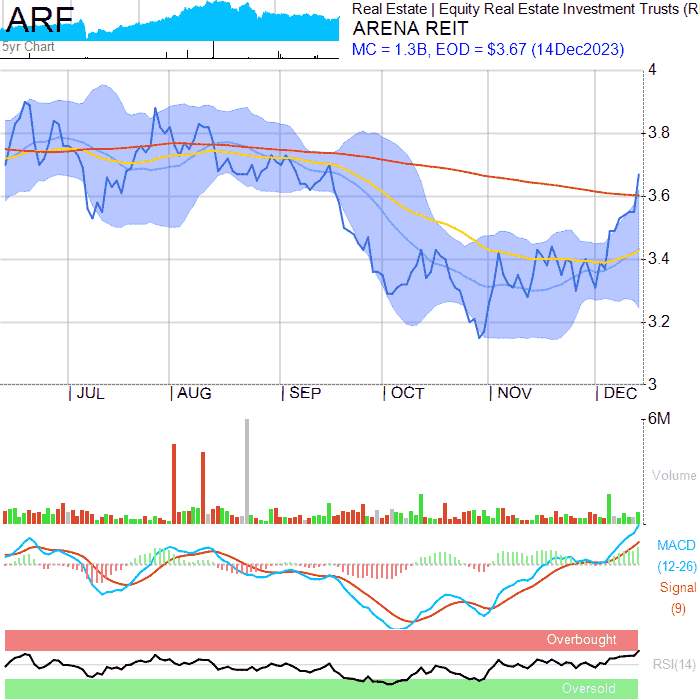 ARF
5yr Chart
Real Estate | Equity Real Estate Investment Trusts (R
ARENA REIT
MC = 1.3B, EOD = $3.67 (14Dec2023)
4
3.8
3.6
3.4
3.2
3
JUL
AUG
SEP
OCT
NOV
DEC
6M
Volume
MACD
(12-26)
Signal
(9)
Overbought
RSI(14)
Oversold